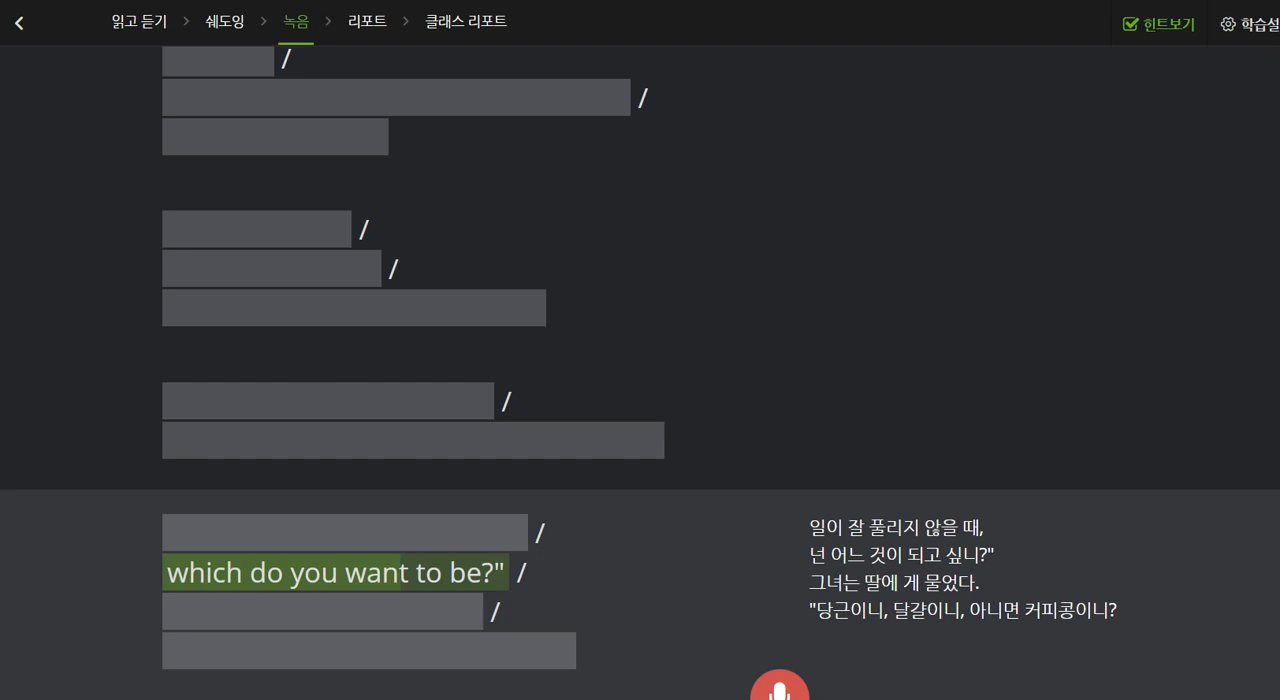 읽고 듣기 > 쉐도잉 > 녹음 > 리포트 > 클래스 리포트
힌트보기
학습설
/
/
/
/
/
/
which do you want to be?" /
/
일이 잘 풀리지 않을 때,
넌 어느 것이 되고 싶니?"
그녀는 딸에 게 물었다.
"당근이니, 달걀이니, 아니면 커피콩이니?